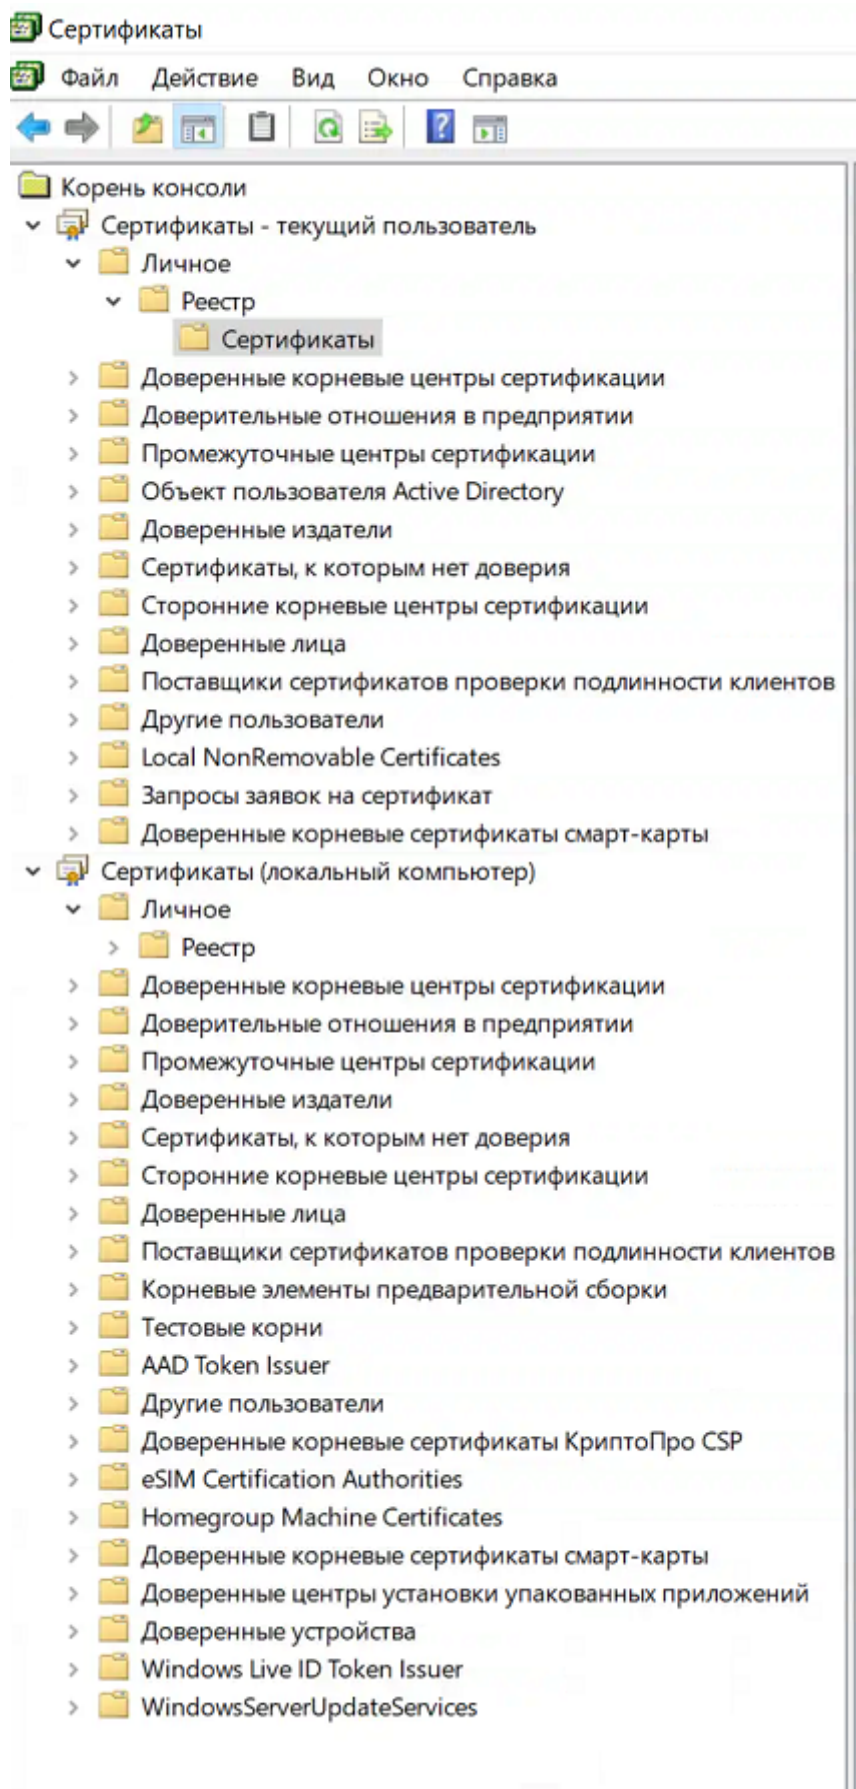 Сертификаты
Файл Действие Вид Окно Справка
Корень консоли
Сертификаты - текущий пользователь
Личное
Реестр
Сертификаты
Доверенные корневые центры сертификации
Доверительные отношения в предприятии
Промежуточные центры сертификации
Объект пользователя Active Directory
Доверенные издатели
Сертификаты, к которым нет доверия
Сторонние корневые центры сертификации
Доверенные лица
Поставщики сертификатов проверки подлинности клиентов
Другие пользователи
Local NonRemovable Certificates
Запросы заявок на сертификат
Доверенные корневые сертификаты смарт-карты
Сертификаты (локальный компьютер)
Личное
Реестр
Доверенные корневые центры сертификации
Доверительные отношения в предприятии
Промежуточные центры сертификации
Доверенные издатели
Сертификаты, к которым нет доверия
Сторонние корневые центры сертификации
Доверенные лица
Поставщики сертификатов проверки подлинности клиентов
Корневые элементы предварительной сборки
Тестовые корни
AAD Token Issuer
Другие пользователи
Доверенные корневые сертификаты КриптоПро CSP
eSIM Certification Authorities
Homegroup Machine Certificates
Доверенные корневые сертификаты смарт-карты
Доверенные центры установки упакованных приложений
Доверенные устройства
Windows Live ID Token Issuer
WindowsServerUpdateServices